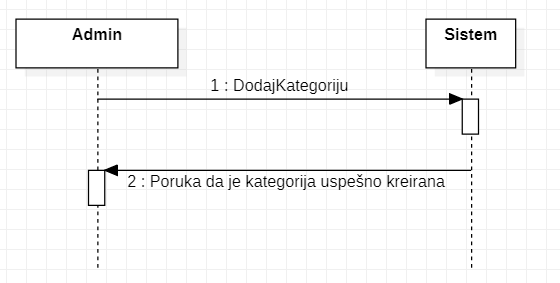 Admin
Sistem
1 : DodajKategoriju
2 : Poruka da je kategorija uspešno kreirana